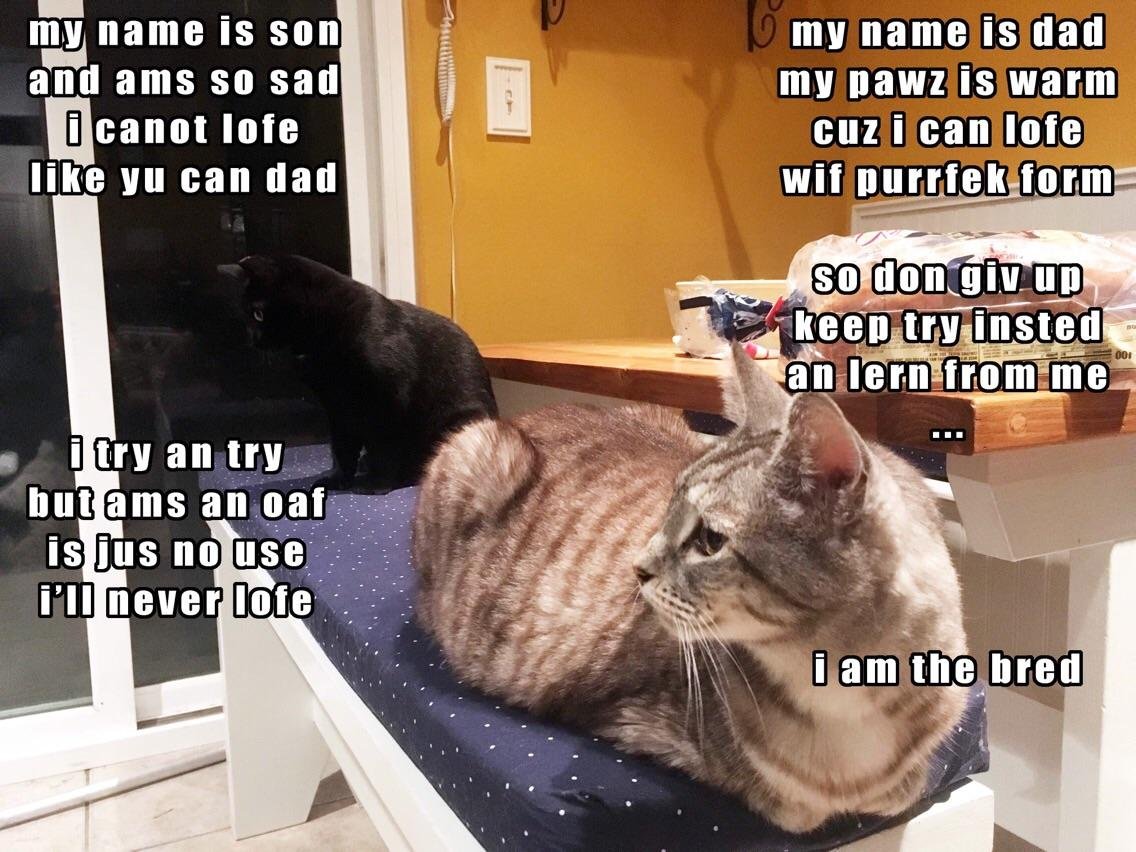 my name is son
and ams so sad
i canot lofe
like yu can dad
i try an try
but ams an oaf
is jus no use
i'll never lofe
my name is dad
my pawz is warm
cuz i can lofe
wif purrfek form
so don giv up
keep try insted
an lern from me
...
i am the bred